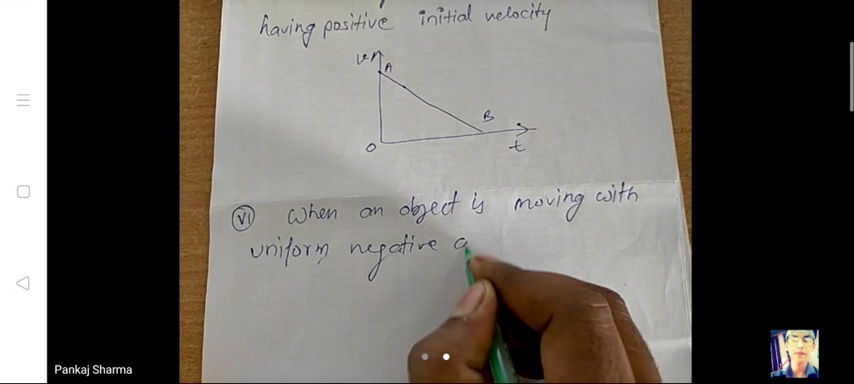 having positive initial velocity
v
A
B
O
t
(vi) When an object is moving with
uniform negative a
Pankaj Sharma